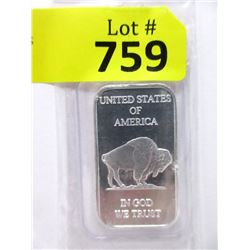 Lot #
759
UNITED STATES
OF
AMERICA
IN GOD
WE TRUST